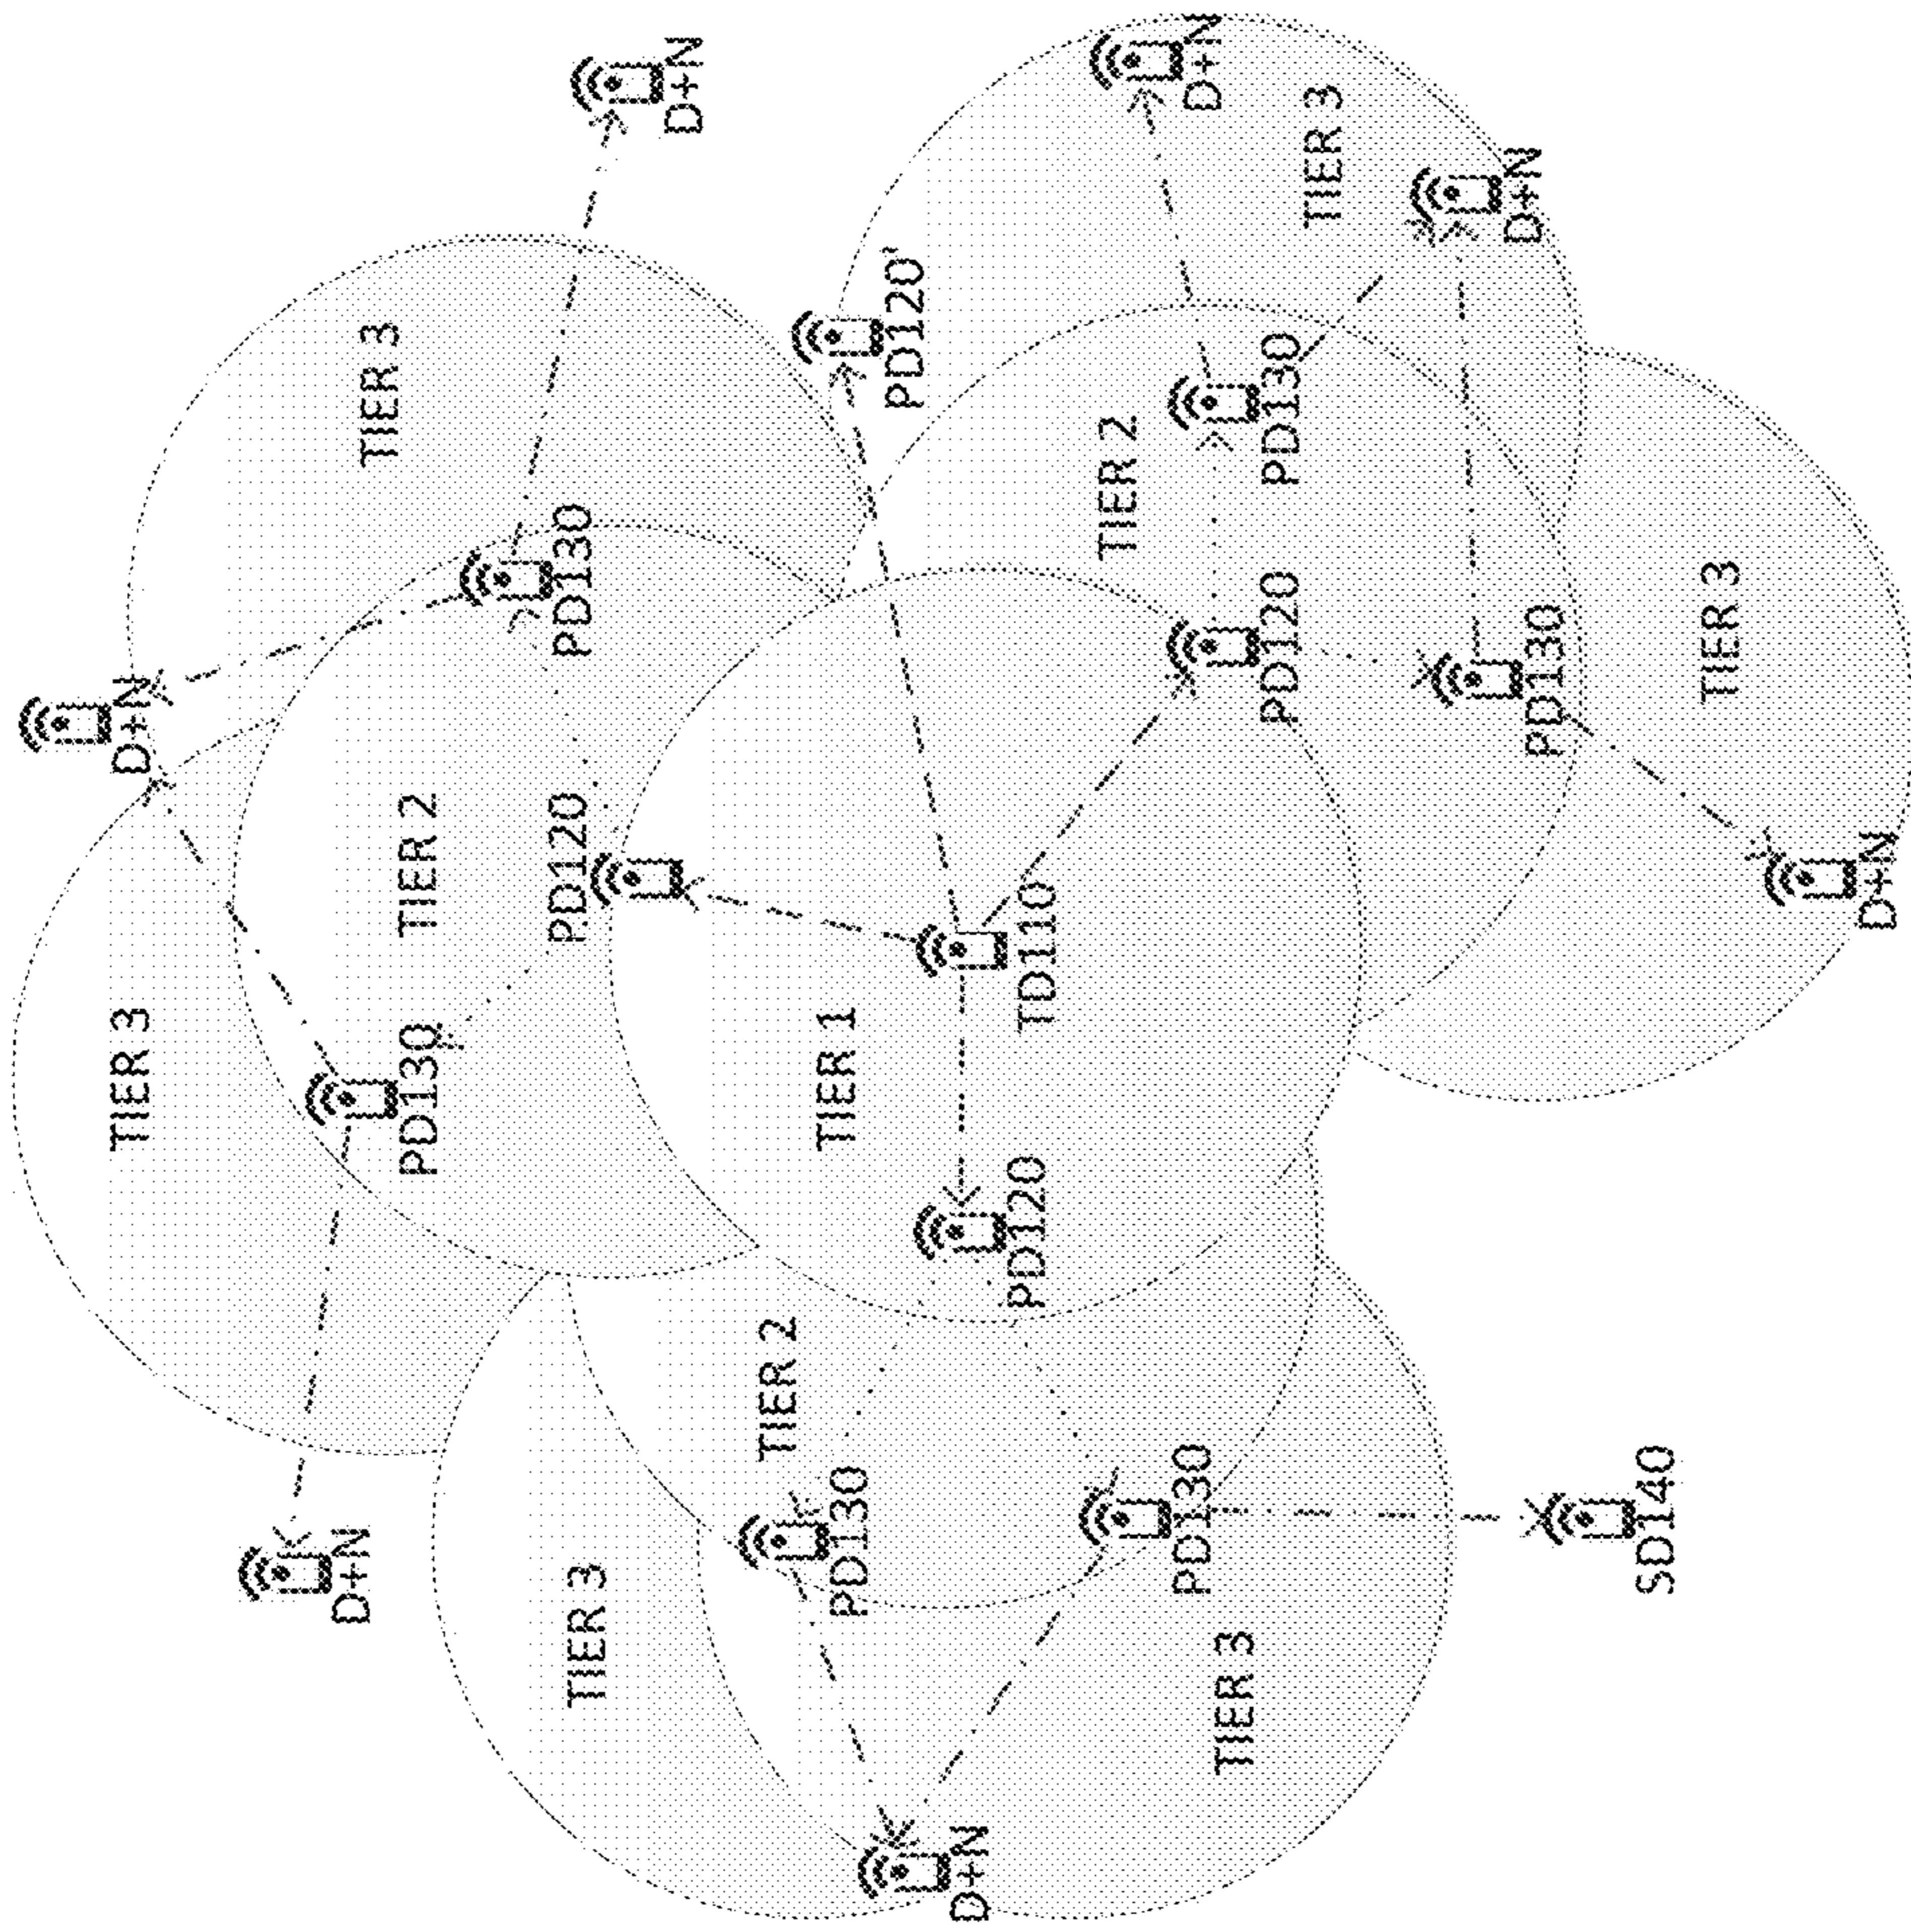 TIER 3
D+N
D+N
TIER 3
PD130
TIER 2
PD120
PD130
TIER 3
D+N
TIER 2
TIER 1
PD130
PD120'
D+N
PD120
TD110
TIER 2
PD130
D+N
TIER 3
PD120
PD130
TIER 3
D+N
PD130
SD140
TIER 3
D+N